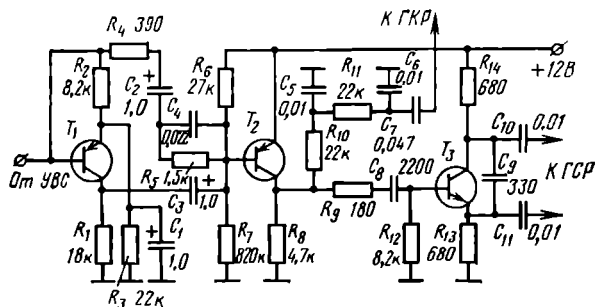 R4 390
К ГКР
R2
8,2к
C2
1,0
C4
0,022
R6
27к
C5
0,01
R11
22к
C6
0,01
R14
680
+12В
T1
T2
R10
22к
C7
0,047
C8
2200
T3
C10
0.01
C9
330
К ГСР
От УВС
R5
1,5к
C3
1,0
R9 180
C11
0,01
R1
18к
C1
1,0
R7
820к
R8
4,7к
R12
8,2к
R13
680
R3 22к